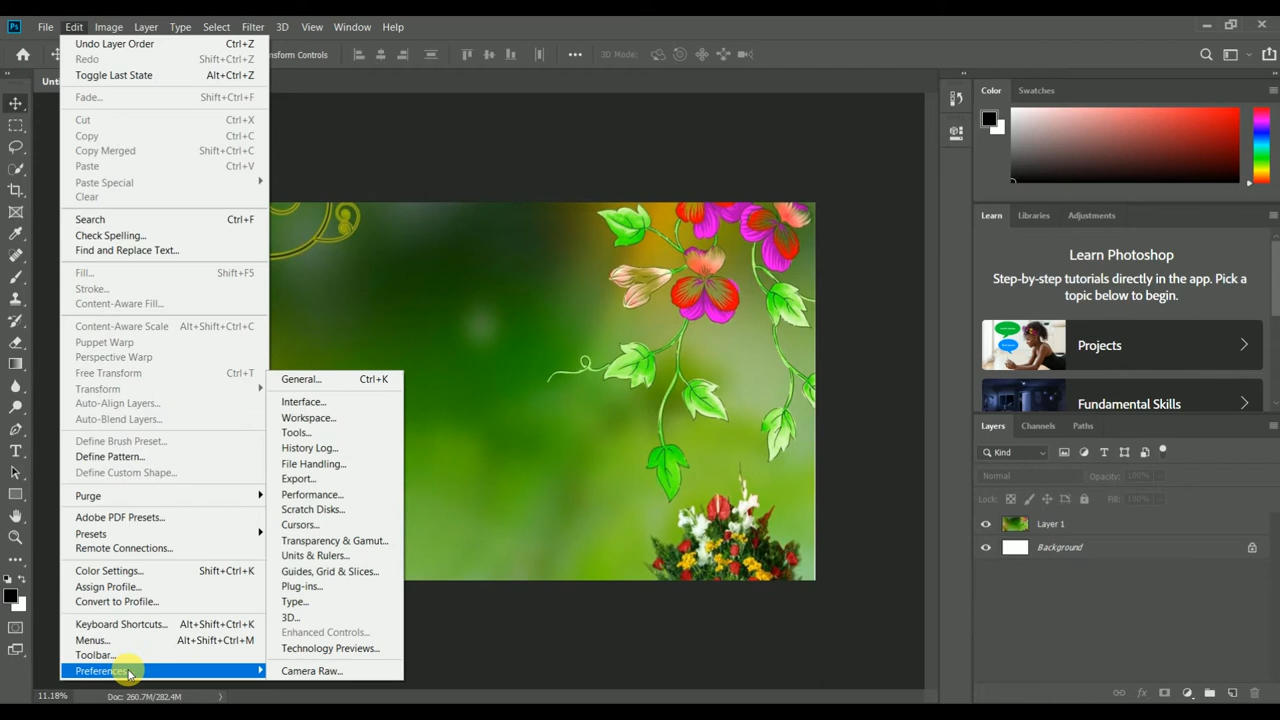 Ps File Edit Image Layer Type Select Filter 3D View Window Help
Undo Layer Order Ctrl+Z
Redo Shift+Ctrl+Z
Toggle Last State Alt+Ctrl+Z
Fade... Shift+Ctrl+F
Cut Ctrl+X
Copy Ctrl+C
Copy Merged Shift+Ctrl+C
Paste Ctrl+V
Paste Special
Clear
Search Ctrl+F
Check Spelling...
Find and Replace Text...
Fill... Shift+F5
Stroke...
Content-Aware Fill...
Content-Aware Scale Alt+Shift+Ctrl+C
Puppet Warp
Perspective Warp
Free Transform Ctrl+T
Transform
Auto-Align Layers...
Auto-Blend Layers...
Define Brush Preset...
Define Pattern...
Define Custom Shape...
Purge
Adobe PDF Presets...
Presets
Remote Connections...
Color Settings... Shift+Ctrl+K
Assign Profile...
Convert to Profile...
Keyboard Shortcuts... Alt+Shift+Ctrl+K
Menus... Alt+Shift+Ctrl+M
Toolbar...
Preferences
General... Ctrl+K
Interface...
Workspace...
Tools...
History Log...
File Handling...
Export...
Performance...
Scratch Disks...
Cursors...
Transparency & Gamut...
Units & Rulers...
Guides, Grid & Slices...
Plug-ins...
Type...
3D...
Enhanced Controls...
Technology Previews...
Camera Raw...
Controls
3D Mode:
Color Swatches
Learn Libraries Adjustments
Learn Photoshop
Step-by-step tutorials directly in the app. Pick a
topic below to begin.
Projects
Fundamental Skills
Layers Channels Paths
Kind
Normal Opacity: 100%
Lock: Fill: 100%
Layer 1
Background
11.18% Doc: 260.7M/282.4M